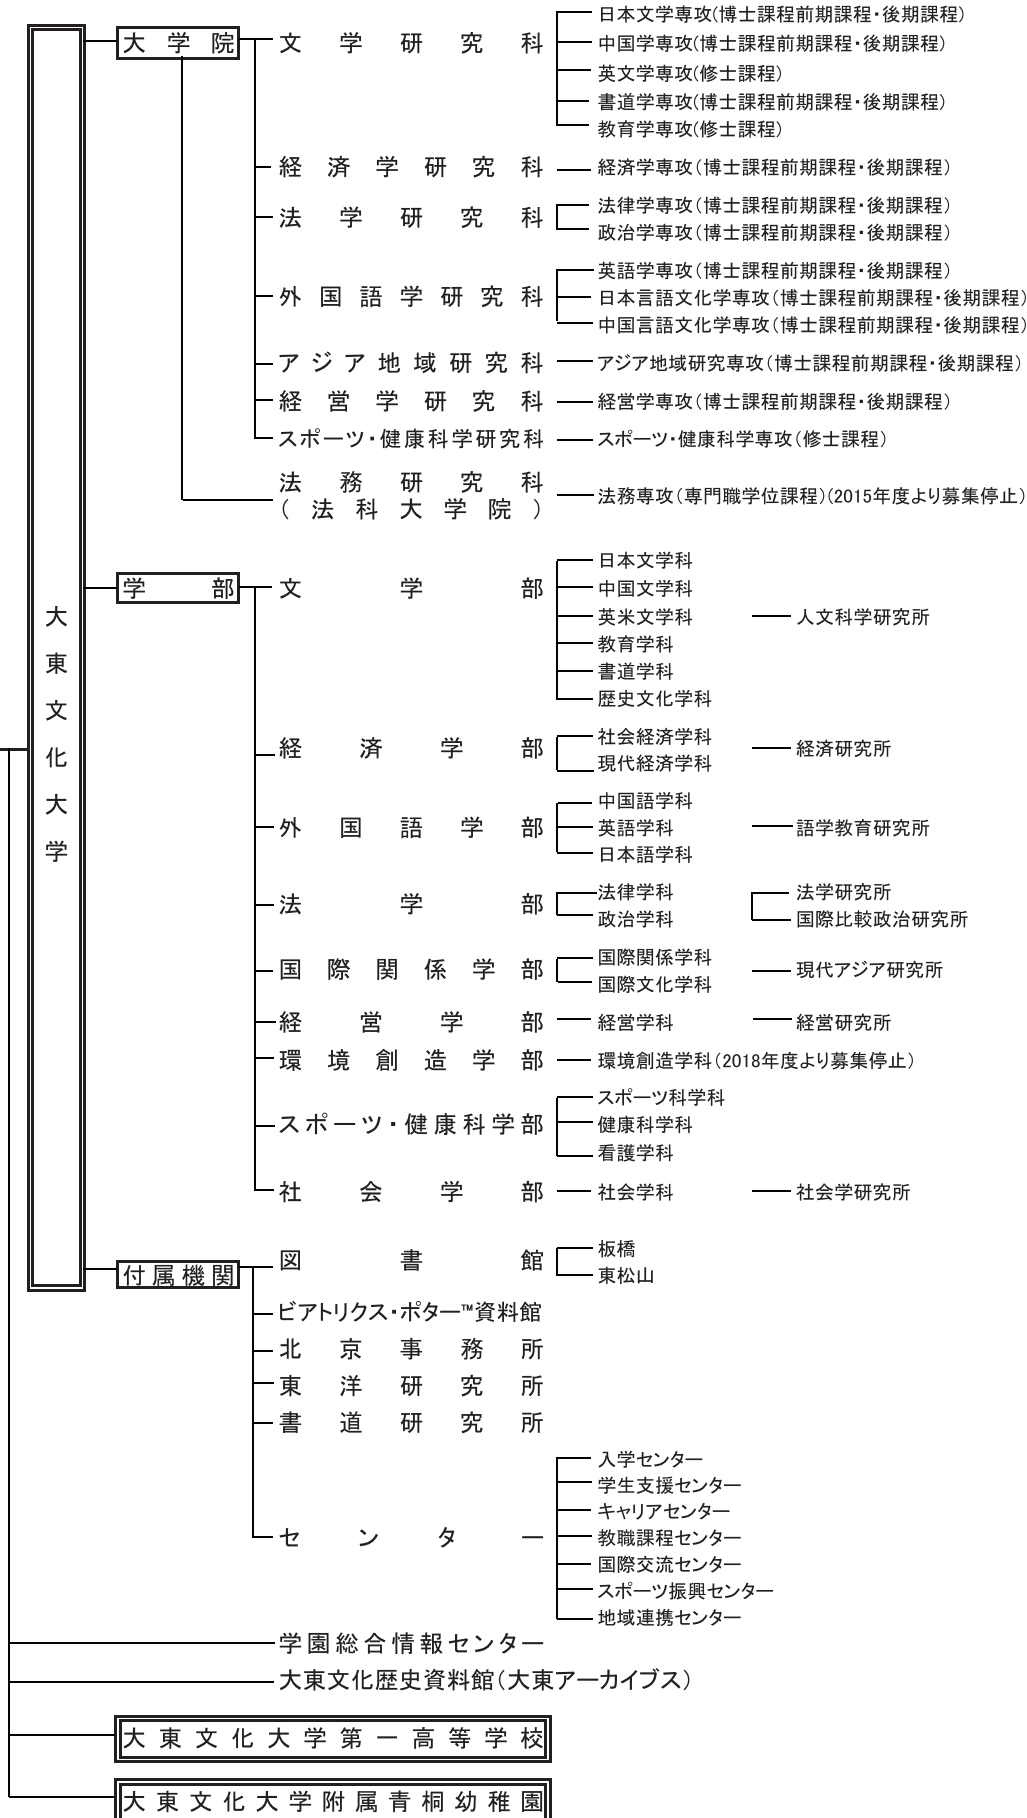 大東文化大学
大学院
文学研究科
日本文学専攻(博士課程前期課程・後期課程)
中国学専攻(博士課程前期課程・後期課程)
英文学専攻(修士課程)
書道学専攻(博士課程前期課程・後期課程)
教育学専攻(修士課程)
経済学研究科
経済学専攻(博士課程前期課程・後期課程)
法学研究科
法律学専攻(博士課程前期課程・後期課程)
政治学専攻(博士課程前期課程・後期課程)
外国語学研究科
英語学専攻(博士課程前期課程・後期課程)
日本言語文化学専攻(博士課程前期課程・後期課程)
中国言語文化学専攻(博士課程前期課程・後期課程)
アジア地域研究科
アジア地域研究専攻(博士課程前期課程・後期課程)
経営学研究科
経営学専攻(博士課程前期課程・後期課程)
スポーツ・健康科学研究科
スポーツ・健康科学専攻(修士課程)
法務研究科
(法科大学院)
法務専攻(専門職学位課程)(2015年度より募集停止)
学部
文学部
日本文学科
中国文学科
英米文学科
教育学科
書道学科
歴史文化学科
人文科学研究所
経済学部
社会経済学科
現代経済学科
経済研究所
外国語学部
中国語学科
英語学科
日本語学科
語学教育研究所
法学部
法律学科
政治学科
法学研究所
国際比較政治研究所
国際関係学部
国際関係学科
国際文化学科
現代アジア研究所
経営学部
経営学科
経営研究所
環境創造学部
環境創造学科(2018年度より募集停止)
スポーツ・健康科学部
スポーツ科学科
健康科学科
看護学科
社会学部
社会学科
社会学研究所
付属機関
図書館
板橋
東松山
ビアトリクス・ポター™資料館
北京事務所
東洋研究所
書道研究所
センター
入学センター
学生支援センター
キャリアセンター
教職課程センター
国際交流センター
スポーツ振興センター
地域連携センター
学園総合情報センター
大東文化歴史資料館(大東アーカイブス)
大東文化大学第一高等学校
大東文化大学附属青桐幼稚園